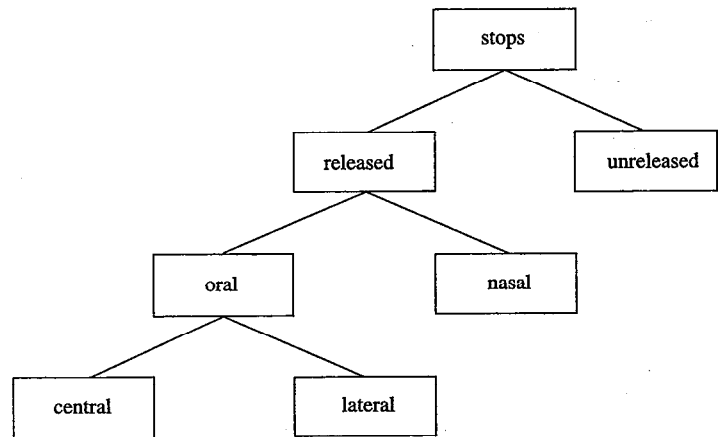 stops
released
unreleased
oral
nasal
central
lateral